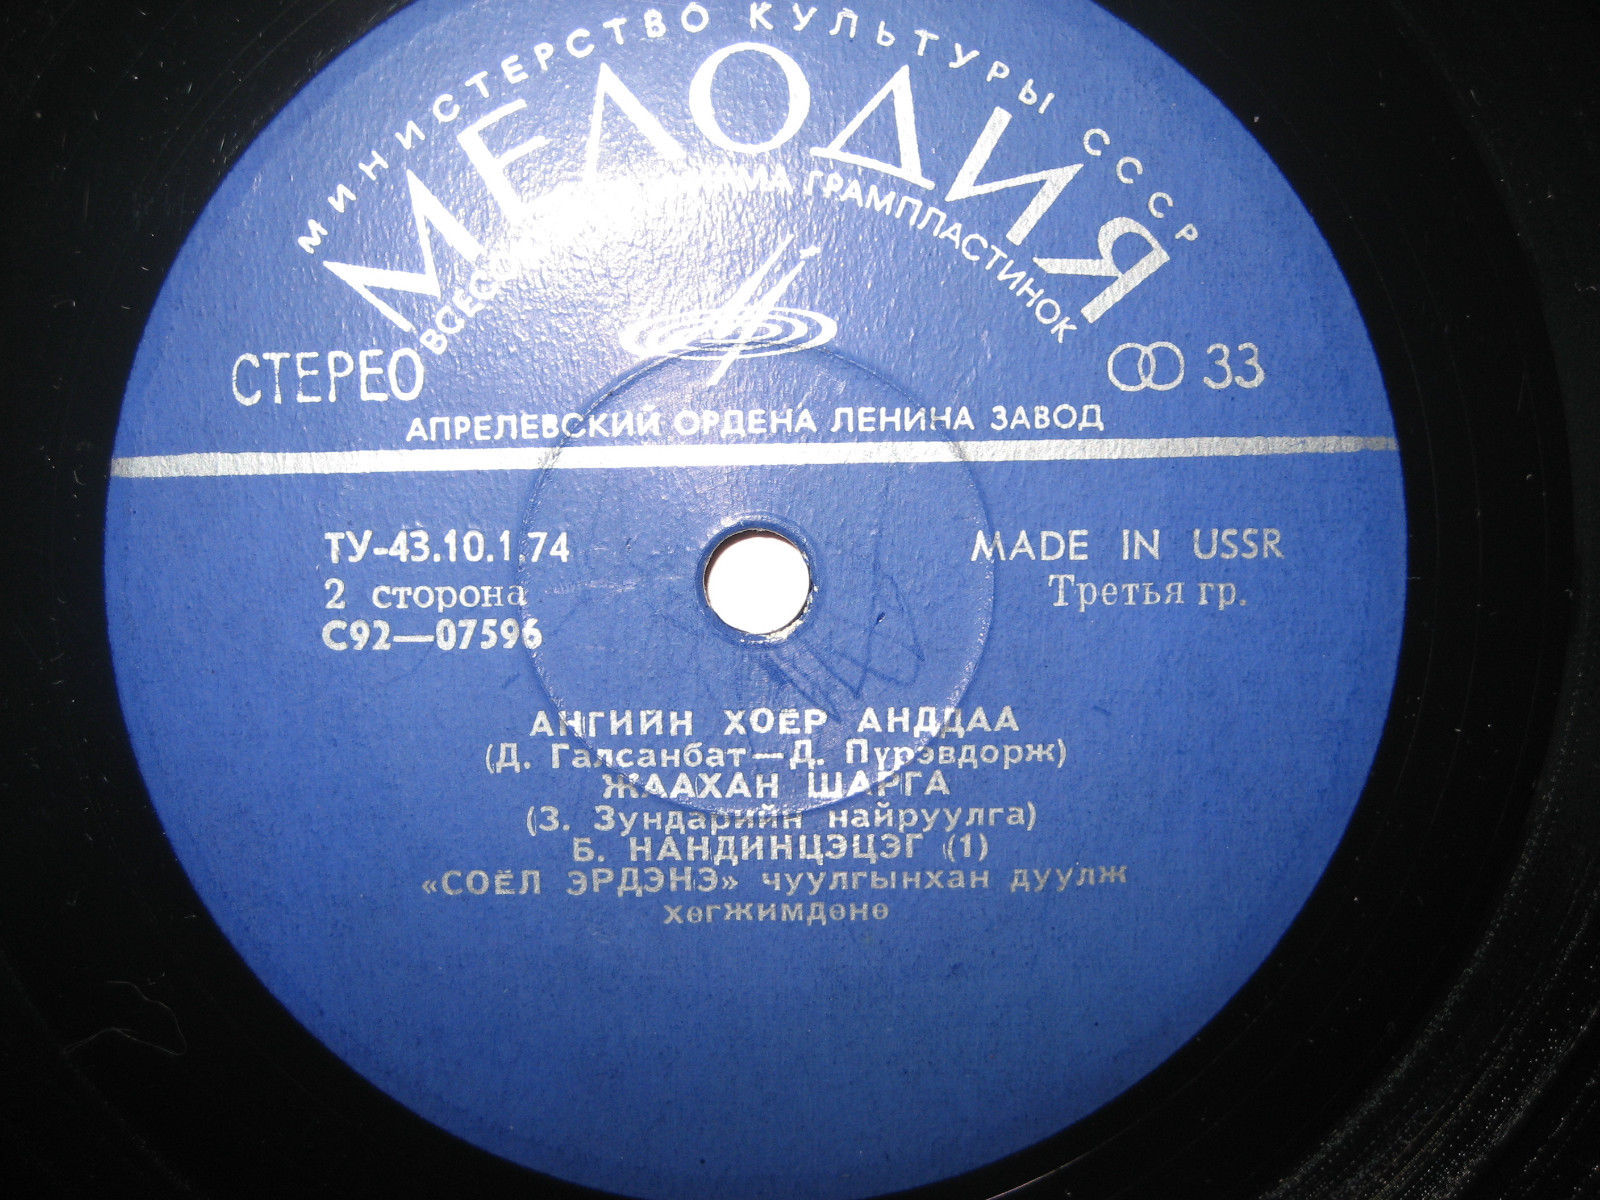 МИНИСТЕРСТВО КУЛЬТУРЫ СССР
МЕЛОДИЯ
ГРАМПЛАСТИНОК
СТЕРЕО 33
АПРЕЛЕВСКИЙ ОРДЕНА ЛЕНИНА ЗАВОД
ТУ-43.10.1.74 MADE IN USSR
2 сторона Третья гр.
С92—07596
АНГИЙН ХОЁР АНДДАА
(Д. Галсанбат—Д. Пүрэвдорж)
ЖААХАН ШАРГА
(З. Зундарийн найруулга)
Б. НАНДИНЦЭЦЭГ (1)
«СОЁЛ ЭРДЭНЭ» чуулгынхан дуулж
хөгжимдөнө